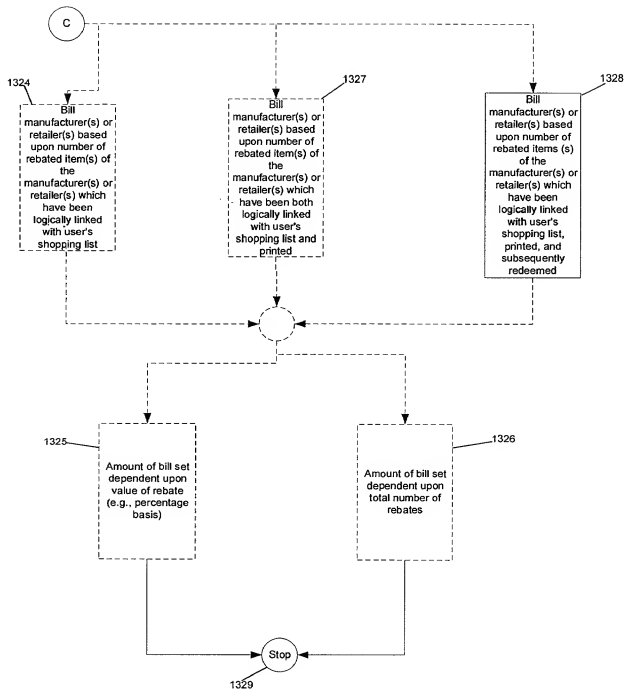 C
1324
Bill
manufacturer(s) or
retailer(s) based
upon number of
rebated item(s) of
the
manufacturer(s) or
retailer(s) which
have been
logically linked
with user's
shopping list
1327
Bill
manufacturer(s) or
retailer(s) based
upon number of
rebated item(s) of
the
manufacturer(s) or
retailer(s) which
have been both
logically linked
with user's
shopping list and
printed
1328
Bill
manufacturer(s) or
retailer(s) based
upon number of
rebated items (s)
of the
manufacturer(s) or
retailer(s) which
have been
logically linked
with user's
shopping list,
printed, and
subsequently
redeemed
1325
Amount of bill set
dependent upon
value of rebate
(e.g., percentage
basis)
1326
Amount of bill set
dependent upon
total number of
rebates
Stop
1329